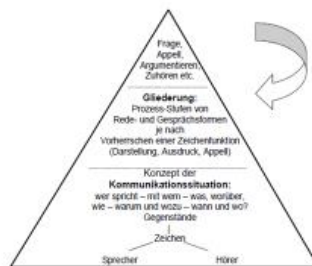 Frage,
Appell,
Argumentieren,
Zuhören etc.
Gliederung:
Prozess-Stufen von
Rede- und Gesprächsformen
je nach
Vorherrschen einer Zeichenfunktion
(Darstellung, Ausdruck, Appell)
Konzept der
Kommunikationssituation:
wer spricht – mit wem – was, worüber,
wie – warum und wozu – wann und wo?
Gegenstände
Zeichen
Sprecher Hörer